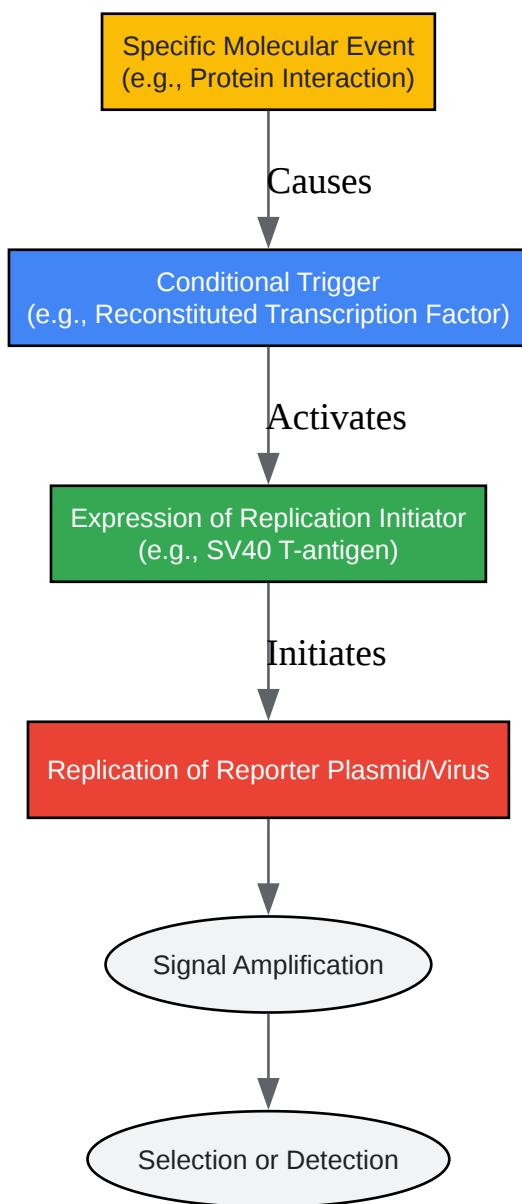 Specific Molecular Event
(e.g., Protein Interaction)
Causes
Conditional Trigger
(e.g., Reconstituted Transcription Factor)
Activates
Expression of Replication Initiator
(e.g., SV40 T-antigen)
Initiates
Replication of Reporter Plasmid/Virus
Signal Amplification
Selection or Detection